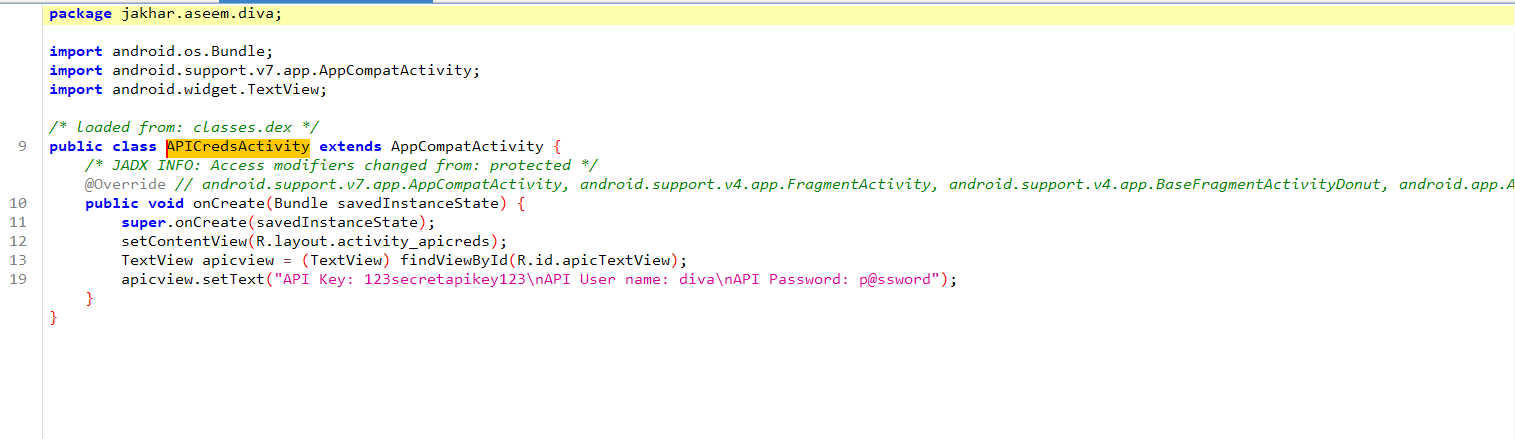 package jakhar.aseem.diva;
import android.os.Bundle;
import android.support.v7.app.AppCompatActivity;
import android.widget.TextView;
/* loaded from: classes.dex */
9 public class APICredsActivity extends AppCompatActivity {
/* JADX INFO: Access modifiers changed from: protected */
@Override // android.support.v7.app.AppCompatActivity, android.support.v4.app.FragmentActivity, android.support.v4.app.BaseFragmentActivityDonut, android.app.A
10 public void onCreate(Bundle savedInstanceState) {
11 super.onCreate(savedInstanceState);
12 setContentView(R.layout.activity_apicreds);
13 TextView apicview = (TextView) findViewById(R.id.apicTextView);
19 apicview.setText("API Key: 123secretapikey123\nAPI User name: diva\nAPI Password: p@ssword");
}
}